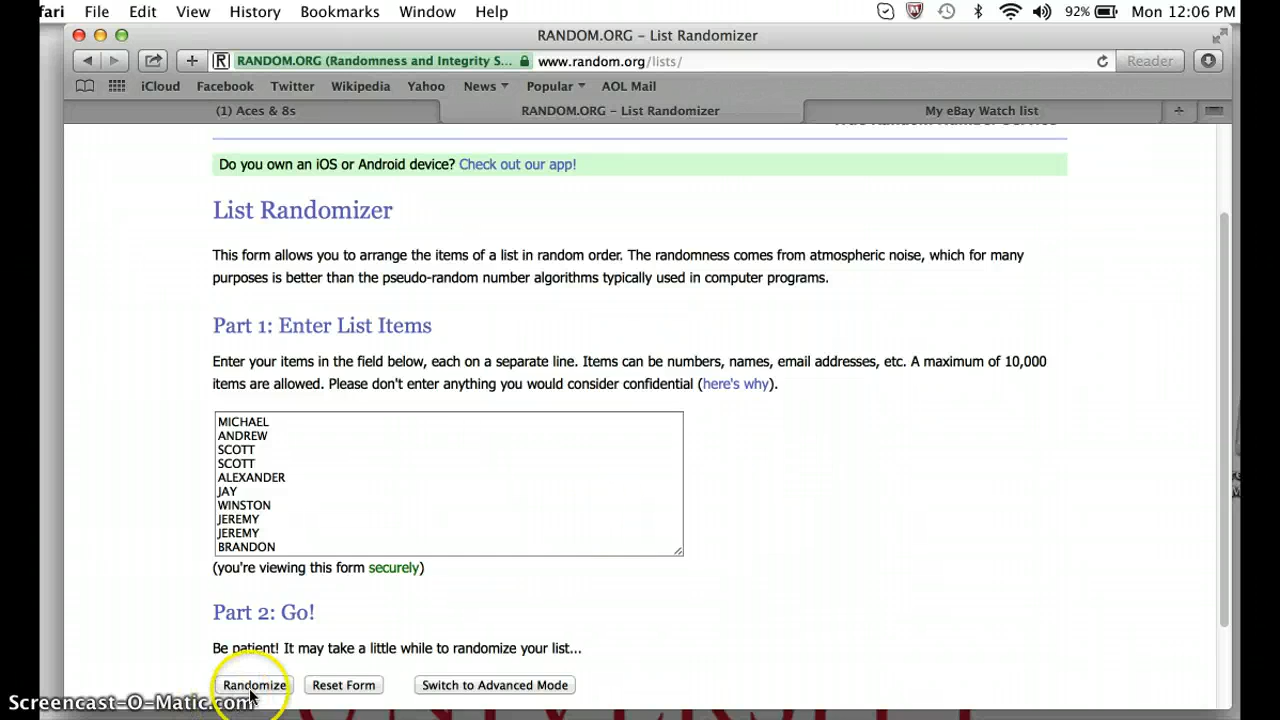 fari File Edit View History Bookmarks Window Help 92% Mon 12:06 PM
RANDOM.ORG – List Randomizer
R RANDOM.ORG (Randomness and Integrity S... www.random.org/lists/ Reader
iCloud Facebook Twitter Wikipedia Yahoo News Popular AOL Mail
(1) Aces & 8s RANDOM.ORG – List Randomizer My eBay Watch list
Do you own an iOS or Android device? Check out our app!
List Randomizer
This form allows you to arrange the items of a list in random order. The randomness comes from atmospheric noise, which for many
purposes is better than the pseudo-random number algorithms typically used in computer programs.
Part 1: Enter List Items
Enter your items in the field below, each on a separate line. Items can be numbers, names, email addresses, etc. A maximum of 10,000
items are allowed. Please don't enter anything you would consider confidential (here's why).
MICHAEL
ANDREW
SCOTT
SCOTT
ALEXANDER
JAY
WINSTON
JEREMY
JEREMY
BRANDON
(you're viewing this form securely)
Part 2: Go!
Be patient! It may take a little while to randomize your list...
Randomize Reset Form Switch to Advanced Mode
Screencast-O-Matic.com